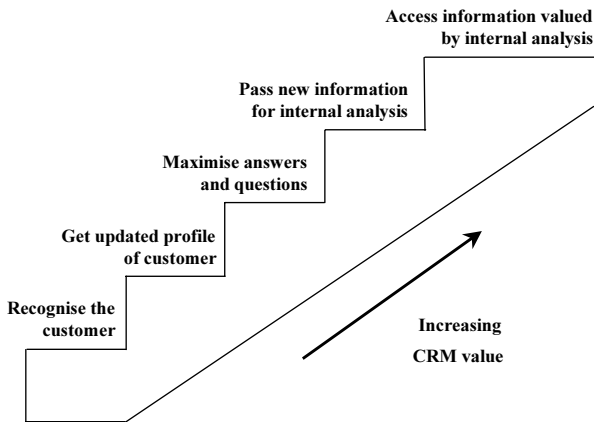 Access information valued
by internal analysis
Pass new information
for internal analysis
Maximise answers
and questions
Get updated profile
of customer
Recognise the
customer
Increasing
CRM value